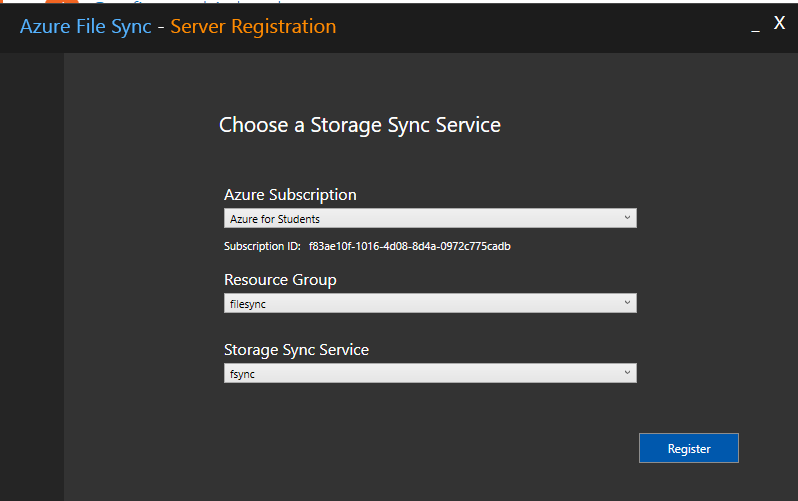 Azure File Sync - Server Registration
_ X
Choose a Storage Sync Service
Azure Subscription
Azure for Students
Subscription ID: f83ae10f-1016-4d08-8d4a-0972c775cadb
Resource Group
filesync
Storage Sync Service
fsync
Register